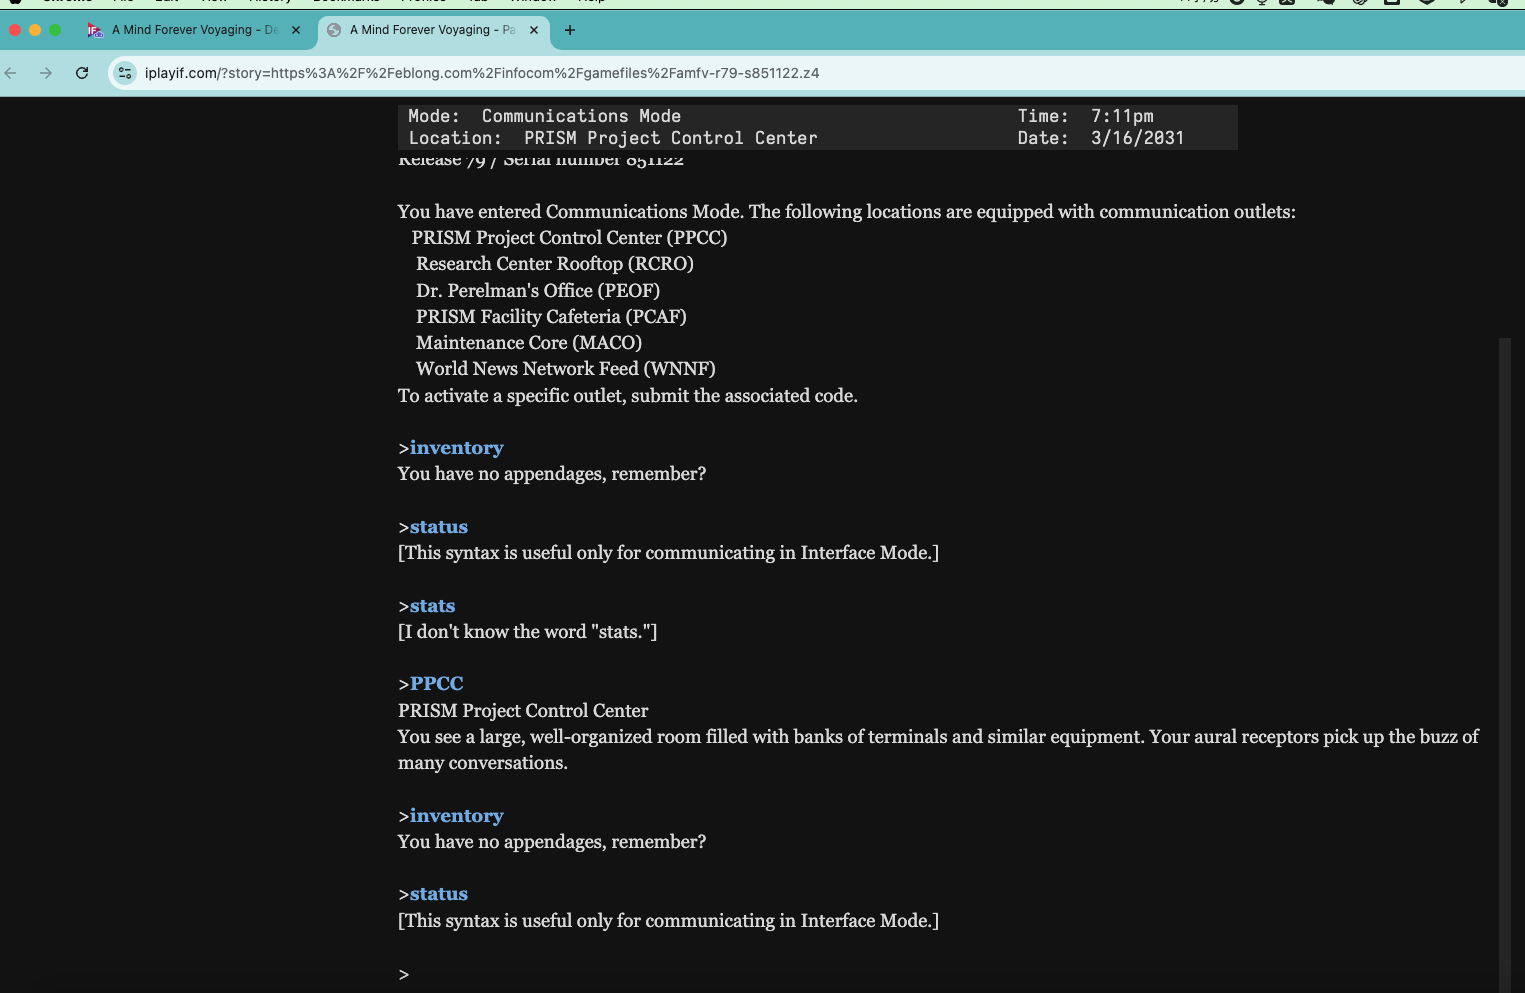 A Mind Forever Voyaging - De
A Mind Forever Voyaging - Pa
iplayif.com/?story=https%3A%2F%2Feblong.com%2Finfocom%2Fgamefiles%2Famfv-r79-s851122.z4
Mode: Communications Mode Time: 7:11pm
Location: PRISM Project Control Center Date: 3/16/2031
Release 79 / Serial number 851122
You have entered Communications Mode. The following locations are equipped with communication outlets:
PRISM Project Control Center (PPCC)
Research Center Rooftop (RCRO)
Dr. Perelman's Office (PEOF)
PRISM Facility Cafeteria (PCAF)
Maintenance Core (MACO)
World News Network Feed (WNNF)
To activate a specific outlet, submit the associated code.
>inventory
You have no appendages, remember?
>status
[This syntax is useful only for communicating in Interface Mode.]
>stats
[I don't know the word "stats."]
>PPCC
PRISM Project Control Center
You see a large, well-organized room filled with banks of terminals and similar equipment. Your aural receptors pick up the buzz of
many conversations.
>inventory
You have no appendages, remember?
>status
[This syntax is useful only for communicating in Interface Mode.]
>